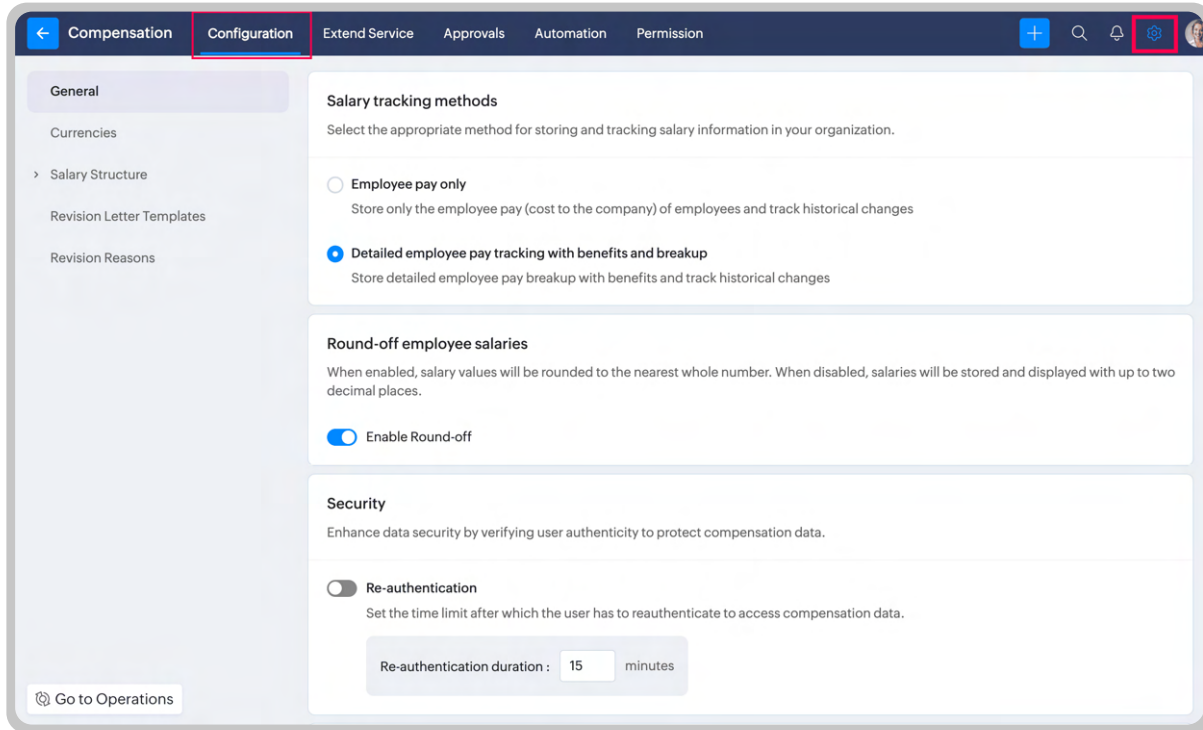 Compensation Configuration Extend Service Approvals Automation Permission
General
Currencies
Salary Structure
Revision Letter Templates
Revision Reasons
Go to Operations
Salary tracking methods
Select the appropriate method for storing and tracking salary information in your organization.
Employee pay only
Store only the employee pay (cost to the company) of employees and track historical changes
Detailed employee pay tracking with benefits and breakup
Store detailed employee pay breakup with benefits and track historical changes
Round-off employee salaries
When enabled, salary values will be rounded to the nearest whole number. When disabled, salaries will be stored and displayed with up to two
decimal places.
Enable Round-off
Security
Enhance data security by verifying user authenticity to protect compensation data.
Re-authentication
Set the time limit after which the user has to reauthenticate to access compensation data.
Re-authentication duration : 15 minutes